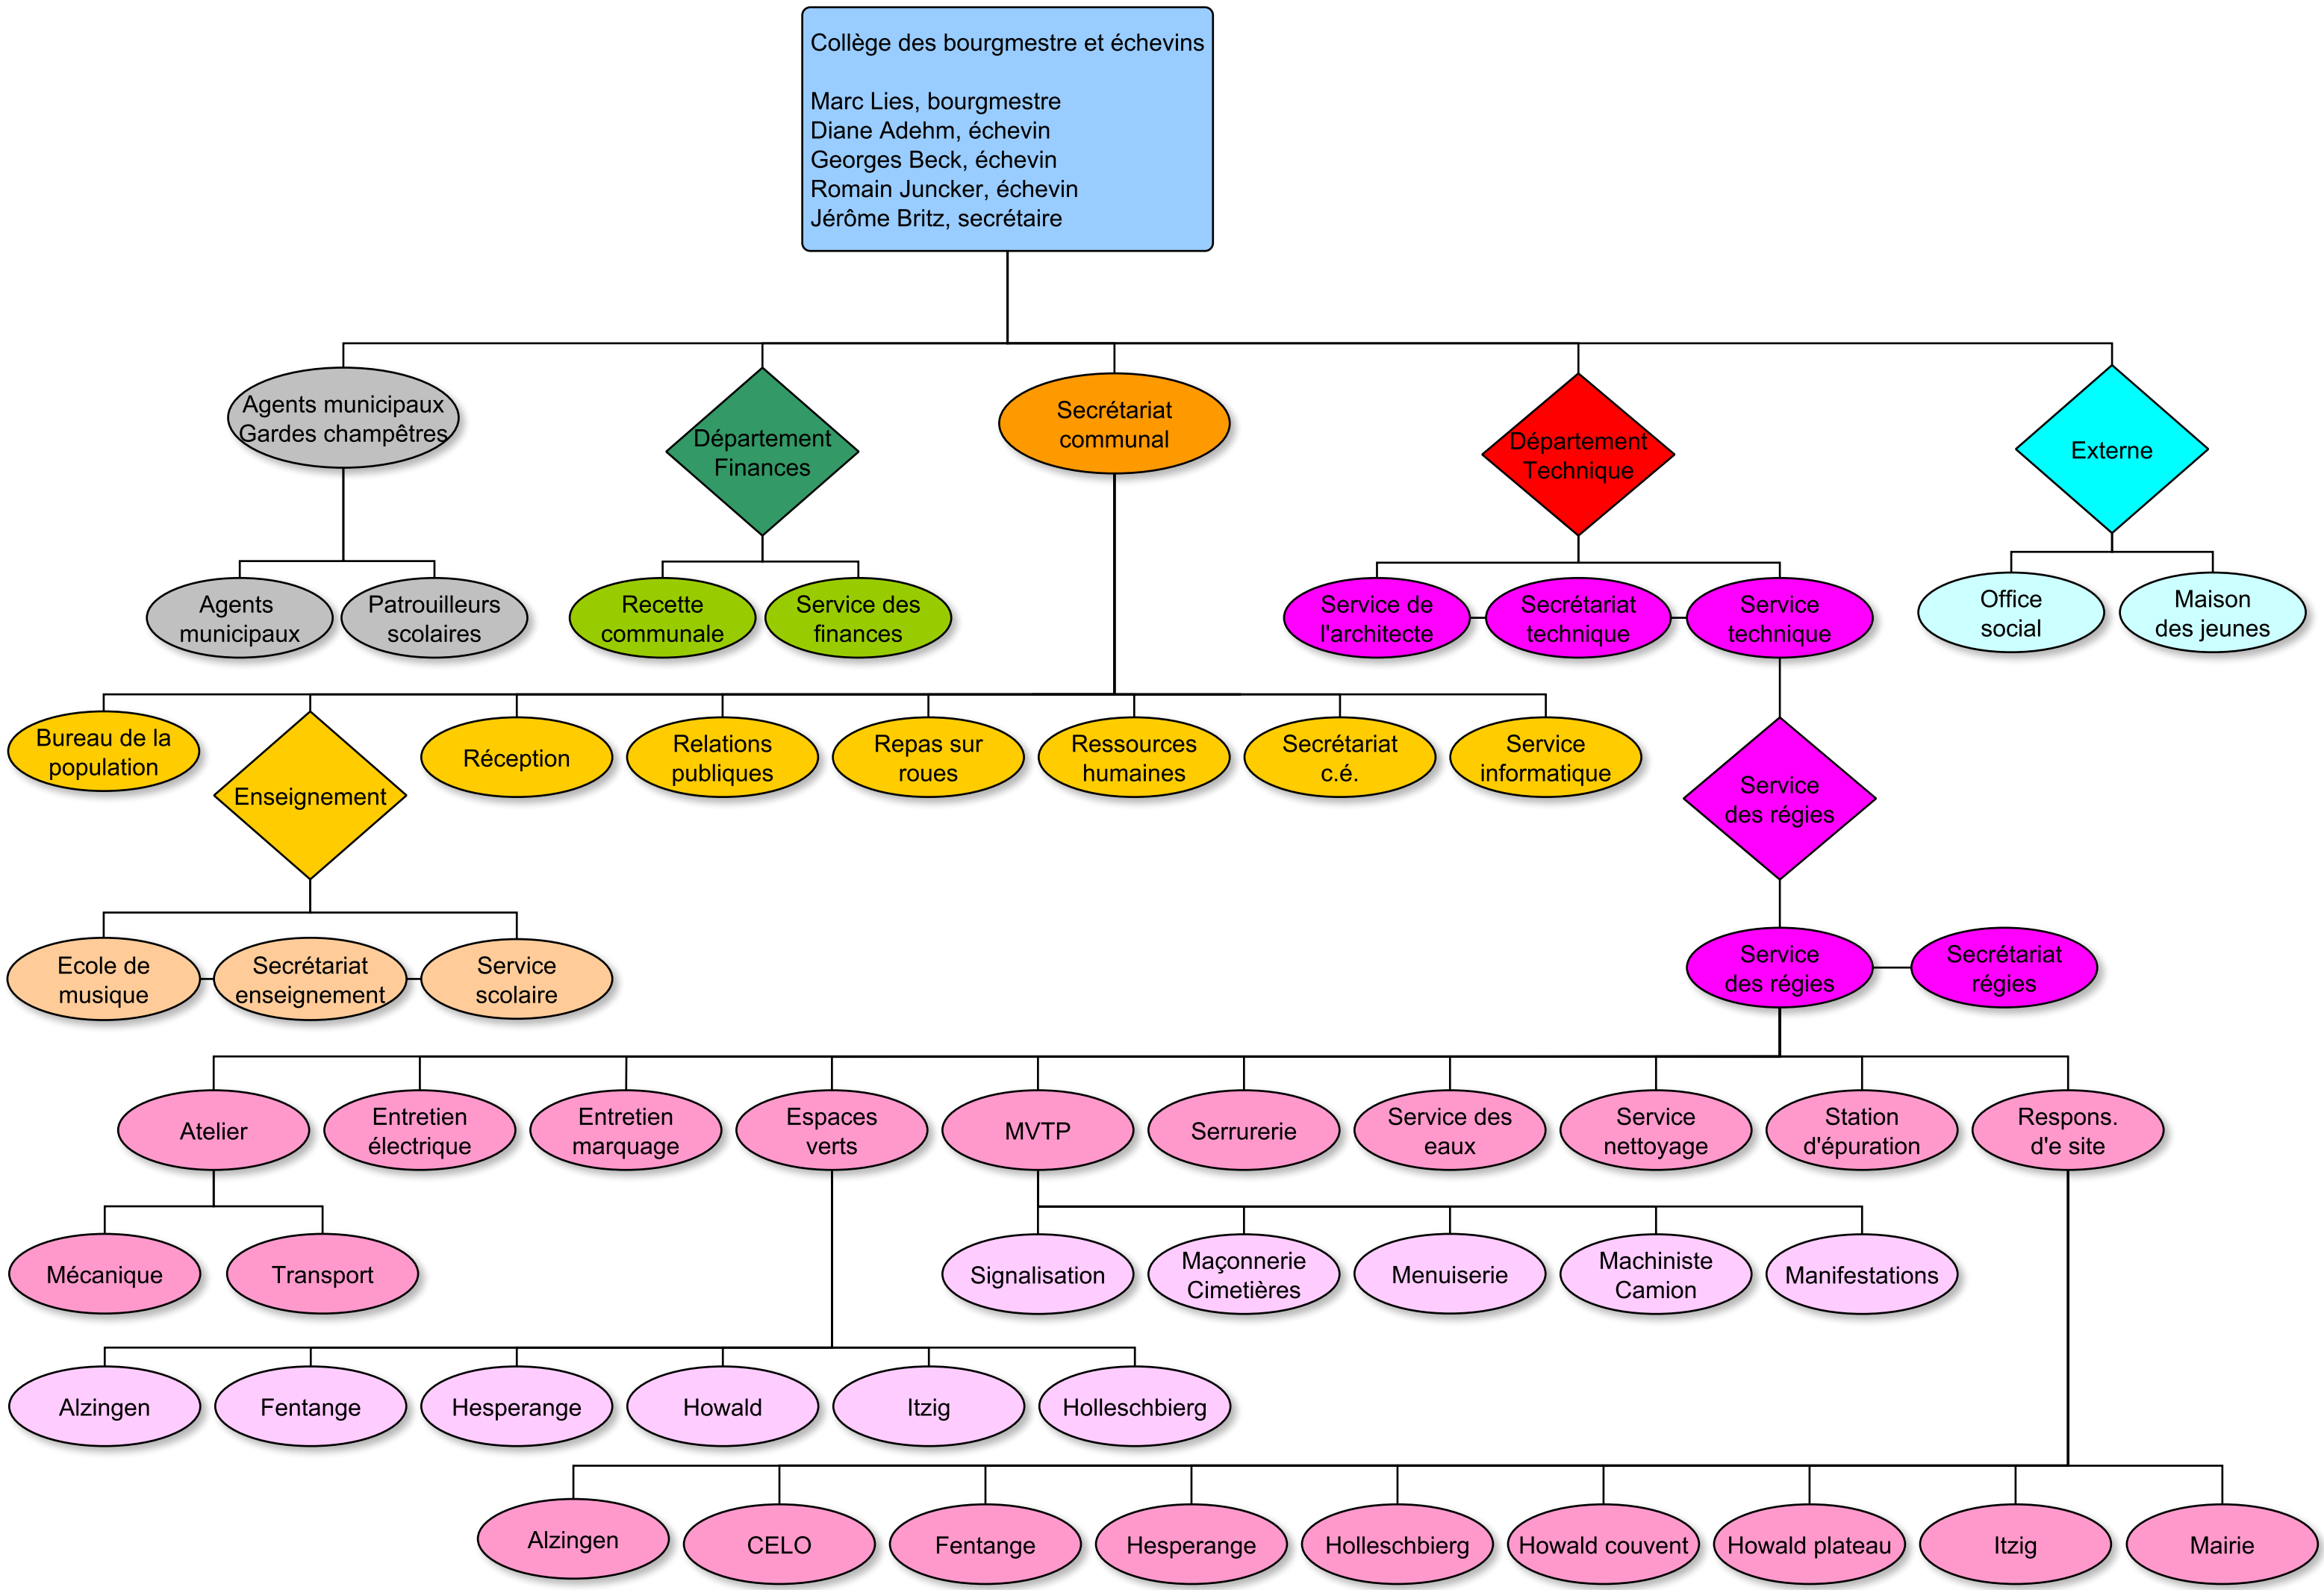 Collège des bourgmestre et échevins
Marc Lies, bourgmestre
Diane Adehm, échevin
Georges Beck, échevin
Romain Juncker, échevin
Jérôme Britz, secrétaire
Agents municipaux
Gardes champêtres
Département
Finances
Secrétariat
communal
Département
Technique
Externe
Agents
municipaux
Patrouilleurs
scolaires
Recette
communale
Service des
finances
Service de
l'architecte
Secrétariat
technique
Service
technique
Office
social
Maison
des jeunes
Bureau de la
population
Enseignement
Réception
Relations
publiques
Repas sur
roues
Ressources
humaines
Secrétariat
c.é.
Service
informatique
Service
des régies
Ecole de
musique
Secrétariat
enseignement
Service
scolaire
Service
des régies
Secrétariat
régies
Atelier
Entretien
électrique
Entretien
marquage
Espaces
verts
MVTP
Serrurerie
Service des
eaux
Service
nettoyage
Station
d'épuration
Respons.
d'e site
Mécanique
Transport
Signalisation
Maçonnerie
Cimetières
Menuiserie
Machiniste
Camion
Manifestations
Alzingen
Fentange
Hesperange
Howald
Itzig
Holleschbierg
Alzingen
CELO
Fentange
Hesperange
Holleschbierg
Howald couvent
Howald plateau
Itzig
Mairie